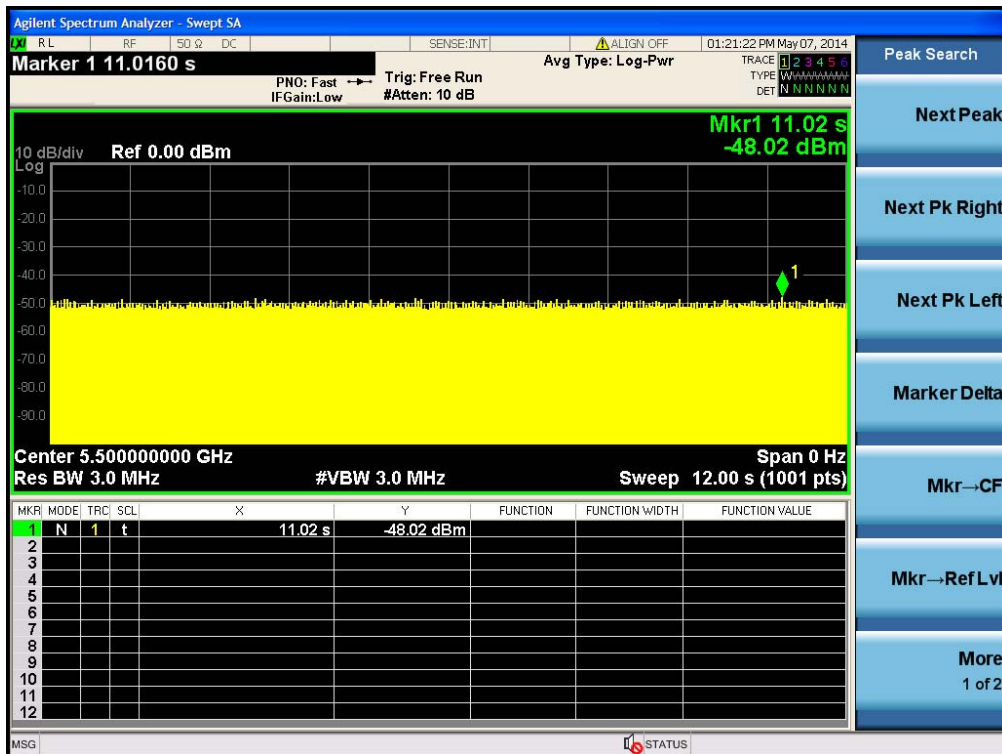 Agilent Spectrum Analyzer - Swept SA
LXI RL RF 50 Ω DC SENSE:INT ALIGN OFF 01:21:22 PM May 07, 2014
Marker 1 11.0160 s
PNO: Fast
IFGain:Low
Trig: Free Run
#Atten: 10 dB
Avg Type: Log-Pwr
TRACE 1 2 3 4 5 6
TYPE WWWWWW
DET N N N N N N
Peak Search
Mkr1 11.02 s
-48.02 dBm
10 dB/div Ref 0.00 dBm
Log
-10.0
-20.0
-30.0
-40.0
-50.0
-60.0
-70.0
-80.0
-90.0
1
Center 5.500000000 GHz Span 0 Hz
Res BW 3.0 MHz #VBW 3.0 MHz Sweep 12.00 s (1001 pts)
MKR MODE TRC SCL X Y FUNCTION FUNCTION WIDTH FUNCTION VALUE
1 N 1 t 11.02 s -48.02 dBm
2
3
4
5
6
7
8
9
10
11
12
MSG STATUS
Next Peak
Next Pk Right
Next Pk Left
Marker Delta
Mkr→CF
Mkr→Ref Lvl
More
1 of 2